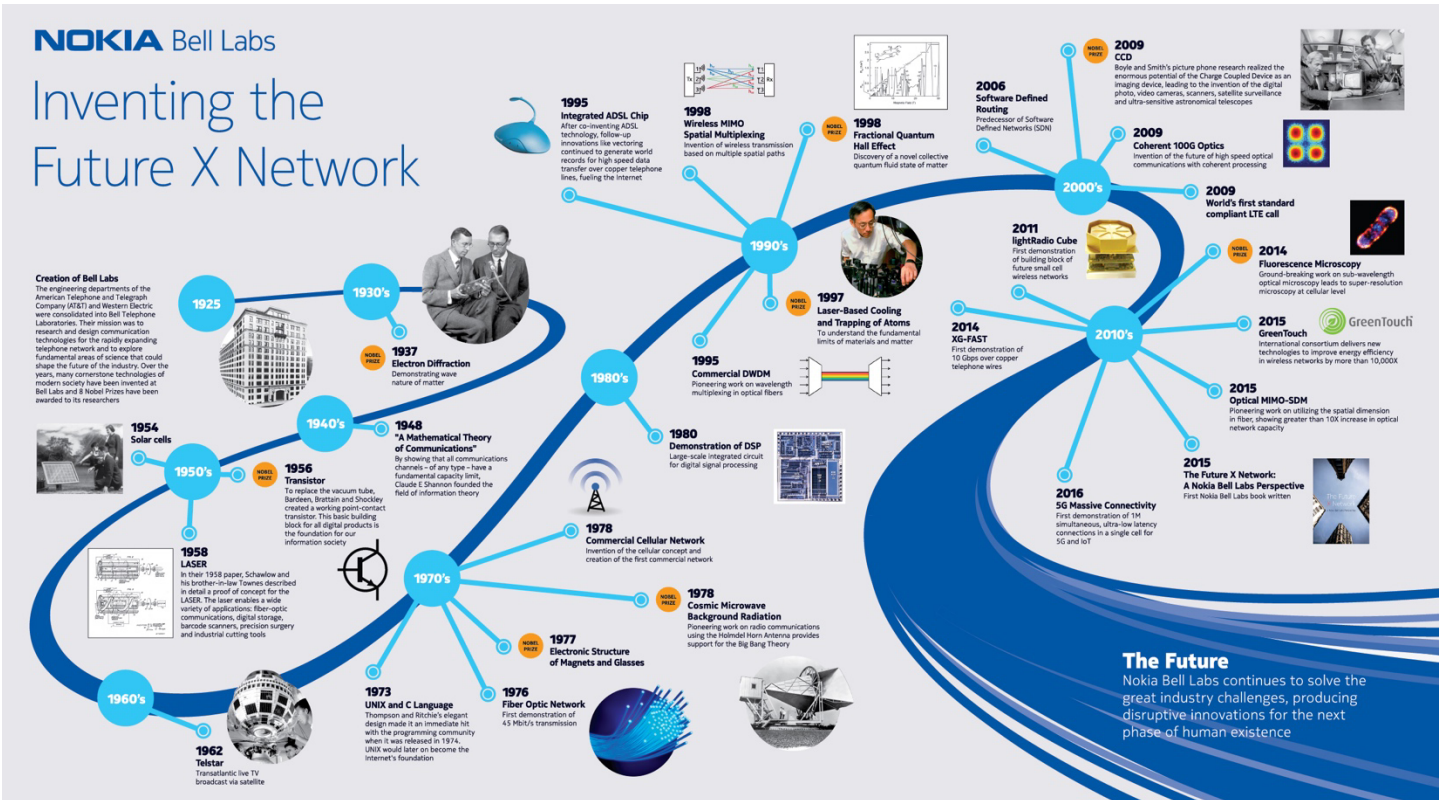 NOKIA Bell Labs
Inventing the
Future X Network
Creation of Bell Labs
The engineering departments of the
American Telephone and Telegraph
Company (AT&T) and Western Electric
were consolidated into Bell Telephone
Laboratories. Their mission was to
research and design communication
technologies for the rapidly expanding
telephone network and to explore
fundamental areas of science that could
shape the future of the industry. Over the
years, many cornerstone technologies of
modern society have been invented at
Bell Labs and 8 Nobel Prizes have been
awarded to its researchers
1925
1930's
NOBEL
PRIZE
1937
Electron Diffraction
Demonstrating wave
nature of matter
1940's
1948
"A Mathematical Theory
of Communications"
By showing that all communications
channels – of any type – have a
fundamental capacity limit,
Claude E Shannon founded the
field of information theory
1950's
1954
Solar cells
NOBEL
PRIZE
1956
Transistor
To replace the vacuum tube,
Bardeen, Brattain and Shockley
created a working point-contact
transistor. This basic building
block for all digital products is
the foundation for our
information society
1958
LASER
In their 1958 paper, Schawlow and
his brother-in-law Townes described
in detail a proof of concept for the
LASER. The laser enables a wide
variety of applications: fiber-optic
communications, digital storage,
barcode scanners, precision surgery
and industrial cutting tools
1960's
1962
Telstar
Transatlantic live TV
broadcast via satellite
1970's
1973
UNIX and C Language
Thompson and Ritchie's elegant
design made it an immediate hit
with the programming community
when it was released in 1974.
UNIX would later on become the
Internet's foundation
1976
Fiber Optic Network
First demonstration of
45 Mbit/s transmission
NOBEL
PRIZE
1977
Electronic Structure
of Magnets and Glasses
NOBEL
PRIZE
1978
Cosmic Microwave
Background Radiation
Pioneering work on radio communications
using the Holmdel Horn Antenna provides
support for the Big Bang Theory
1978
Commercial Cellular Network
Invention of the cellular concept and
creation of the first commercial network
1980's
1980
Demonstration of DSP
Large-scale integrated circuit
for digital signal processing
1990's
1995
Integrated ADSL Chip
After co-inventing ADSL
technology, follow-up
innovations like vectoring
continued to generate world
records for high speed data
transfer over copper telephone
lines, fueling the Internet
Tx
Rx
1998
Wireless MIMO
Spatial Multiplexing
Invention of wireless transmission
based on multiple spatial paths
NOBEL
PRIZE
1998
Fractional Quantum
Hall Effect
Discovery of a novel collective
quantum fluid state of matter
NOBEL
PRIZE
1997
Laser-Based Cooling
and Trapping of Atoms
To understand the fundamental
limits of materials and matter
1995
Commercial DWDM
Pioneering work on wavelength
multiplexing in optical fibers
2000's
2006
Software Defined
Routing
Predecessor of Software
Defined Networks (SDN)
NOBEL
PRIZE
2009
CCD
Boyle and Smith's picture phone research realized the
enormous potential of the Charge Coupled Device as an
imaging device, leading to the invention of the digital
photo, video cameras, scanners, satellite surveillance
and ultra-sensitive astronomical telescopes
2009
Coherent 100G Optics
Invention of the future of high speed optical
communications with coherent processing
2009
World's first standard
compliant LTE call
2010's
2011
lightRadio Cube
First demonstration
of building block of
future small cell
wireless networks
2014
XG-FAST
First demonstration of
10 Gbps over copper
telephone wires
NOBEL
PRIZE
2014
Fluorescence Microscopy
Ground-breaking work on sub-wavelength
optical microscopy leads to super-resolution
microscopy at cellular level
2015
GreenTouch
International consortium delivers new
technologies to improve energy efficiency
in wireless networks by more than 10,000X
GreenTouch
2015
Optical MIMO-SDM
Pioneering work on utilizing the spatial dimension
in fiber, showing greater than 10X increase in optical
network capacity
2015
The Future X Network:
A Nokia Bell Labs Perspective
First Nokia Bell Labs book written
The Future
Network
2016
5G Massive Connectivity
First demonstration of 1M
simultaneous, ultra-low latency
connections in a single cell for
5G and IoT
The Future
Nokia Bell Labs continues to solve the
great industry challenges, producing
disruptive innovations for the next
phase of human existence